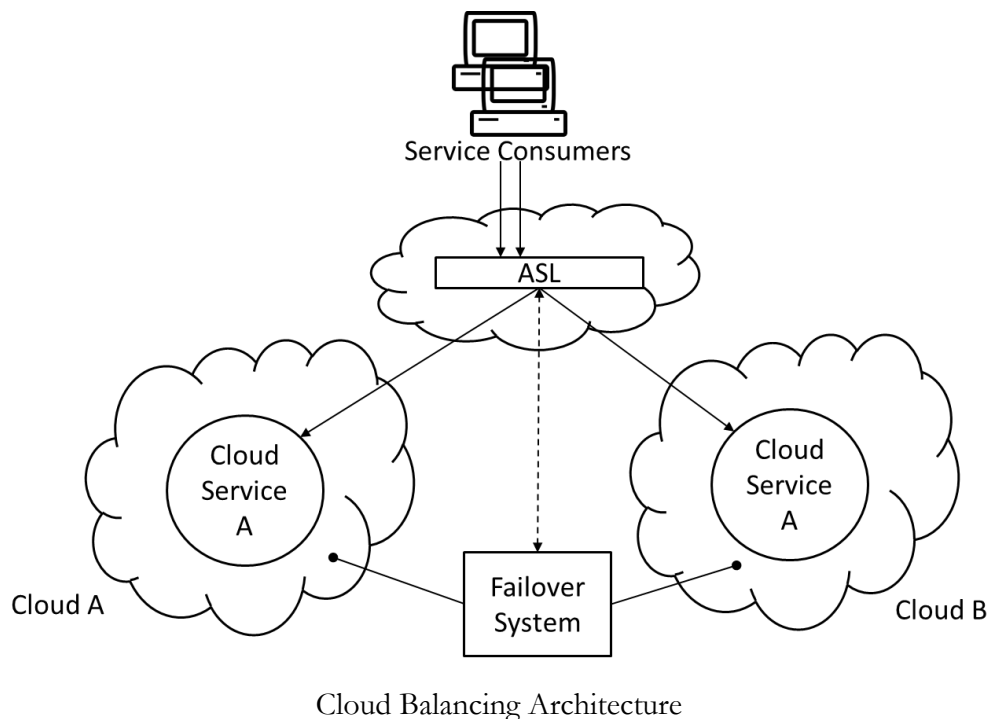 Service Consumers
ASL
Cloud
Service
A
Cloud
Service
A
Cloud A
Failover
System
Cloud B
Cloud Balancing Architecture